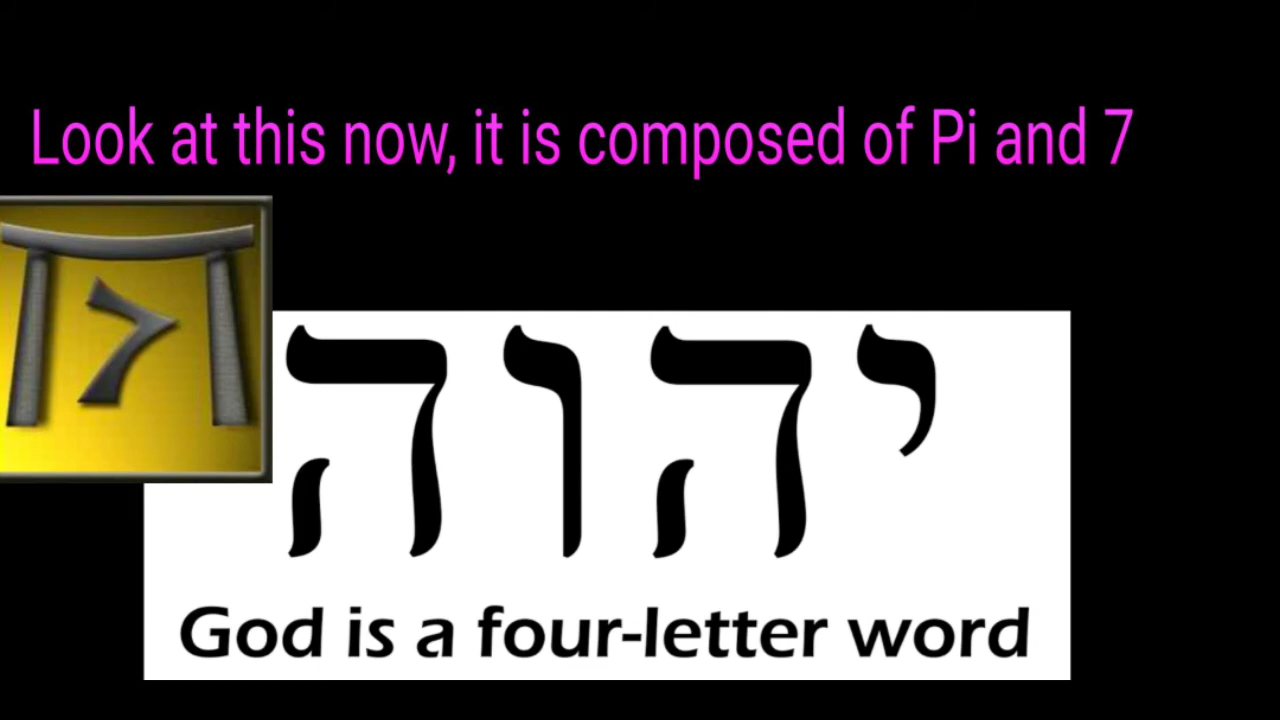 Look at this now, it is composed of Pi and 7
יהוה
God is a four-letter word